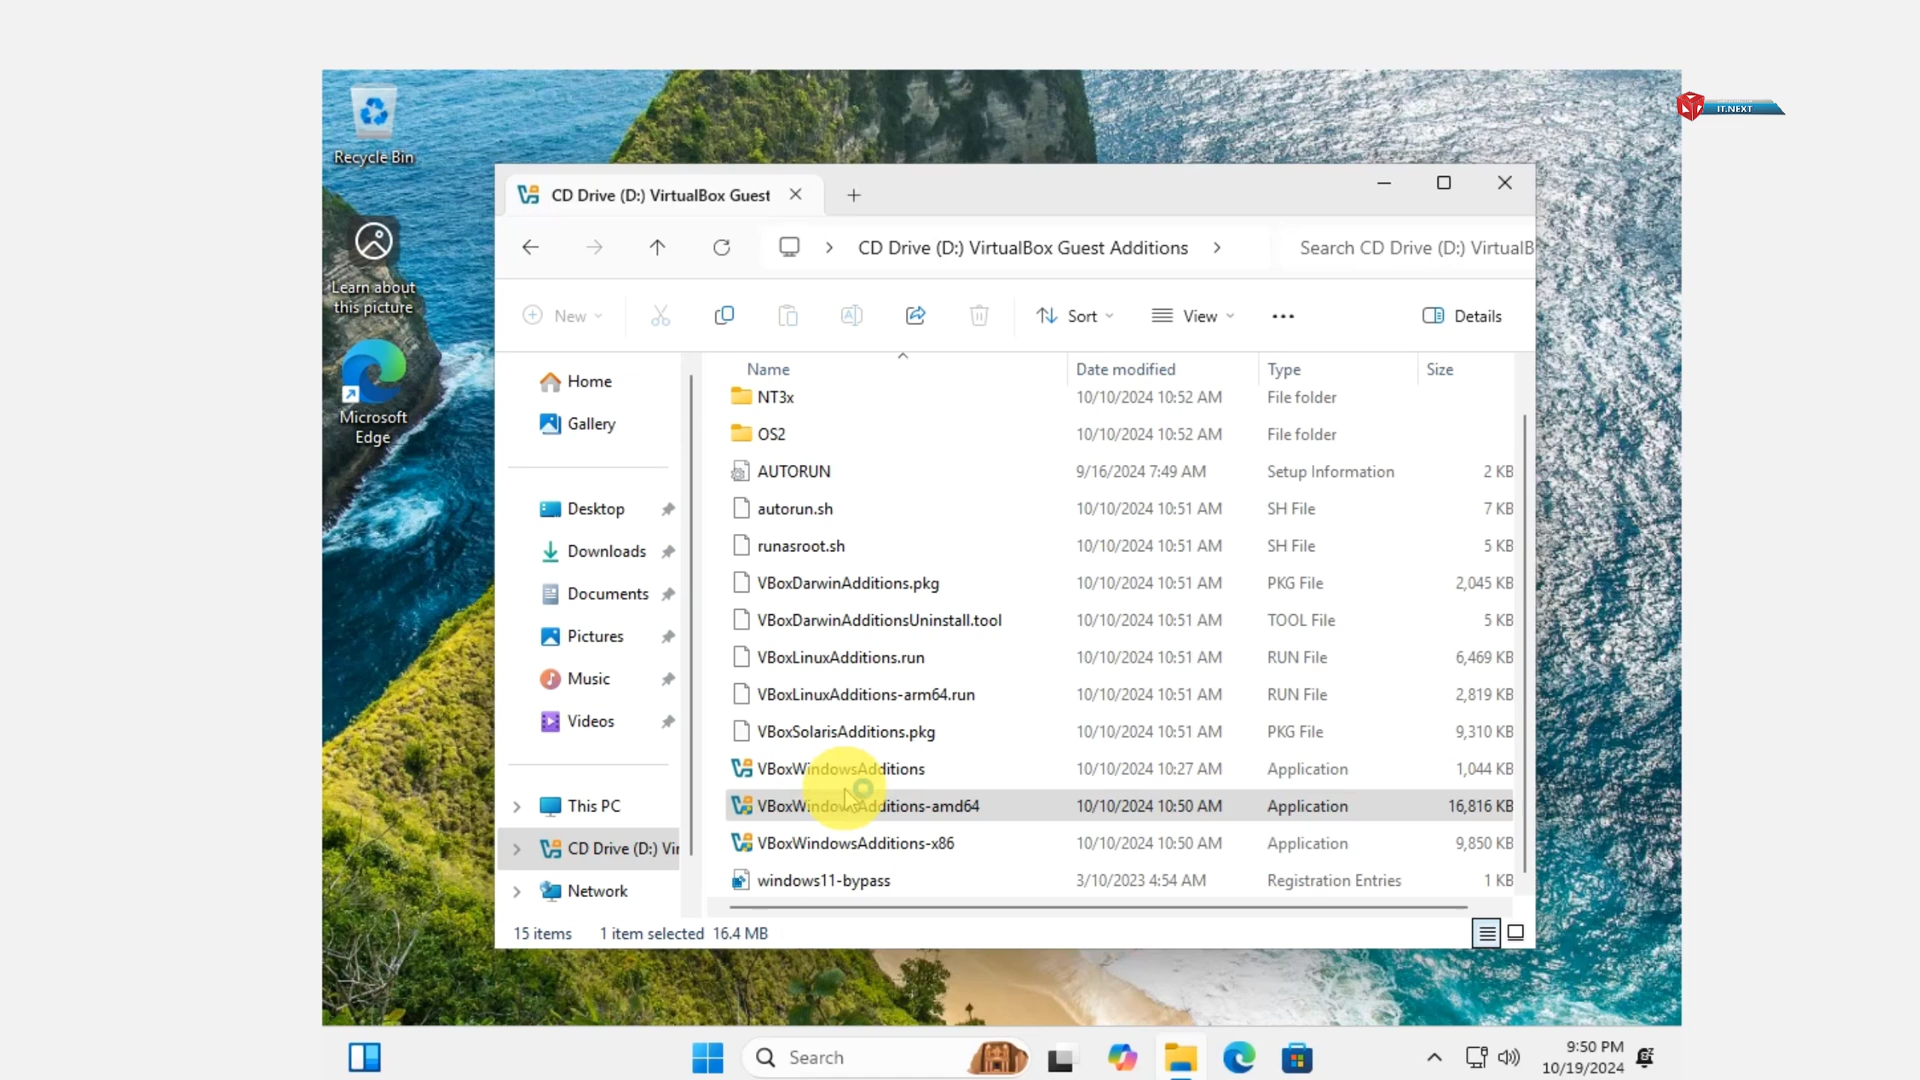 IT.NEXT
Recycle Bin
Learn about
this picture
Microsoft
Edge
CD Drive (D:) VirtualBox Guest
CD Drive (D:) VirtualBox Guest Additions
Search CD Drive (D:) VirtualB
New
Sort
View
Details
Name Date modified Type Size
NT3x 10/10/2024 10:52 AM File folder
OS2 10/10/2024 10:52 AM File folder
AUTORUN 9/16/2024 7:49 AM Setup Information 2 KB
autorun.sh 10/10/2024 10:51 AM SH File 7 KB
runasroot.sh 10/10/2024 10:51 AM SH File 5 KB
VBoxDarwinAdditions.pkg 10/10/2024 10:51 AM PKG File 2,045 KB
VBoxDarwinAdditionsUninstall.tool 10/10/2024 10:51 AM TOOL File 5 KB
VBoxLinuxAdditions.run 10/10/2024 10:51 AM RUN File 6,469 KB
VBoxLinuxAdditions-arm64.run 10/10/2024 10:51 AM RUN File 2,819 KB
VBoxSolarisAdditions.pkg 10/10/2024 10:51 AM PKG File 9,310 KB
VBoxWindowsAdditions 10/10/2024 10:27 AM Application 1,044 KB
VBoxWindowsAdditions-amd64 10/10/2024 10:50 AM Application 16,816 KB
VBoxWindowsAdditions-x86 10/10/2024 10:50 AM Application 9,850 KB
windows11-bypass 3/10/2023 4:54 AM Registration Entries 1 KB
Home
Gallery
Desktop
Downloads
Documents
Pictures
Music
Videos
This PC
CD Drive (D:) Vir
Network
15 items 1 item selected 16.4 MB
Search
9:50 PM
10/19/2024